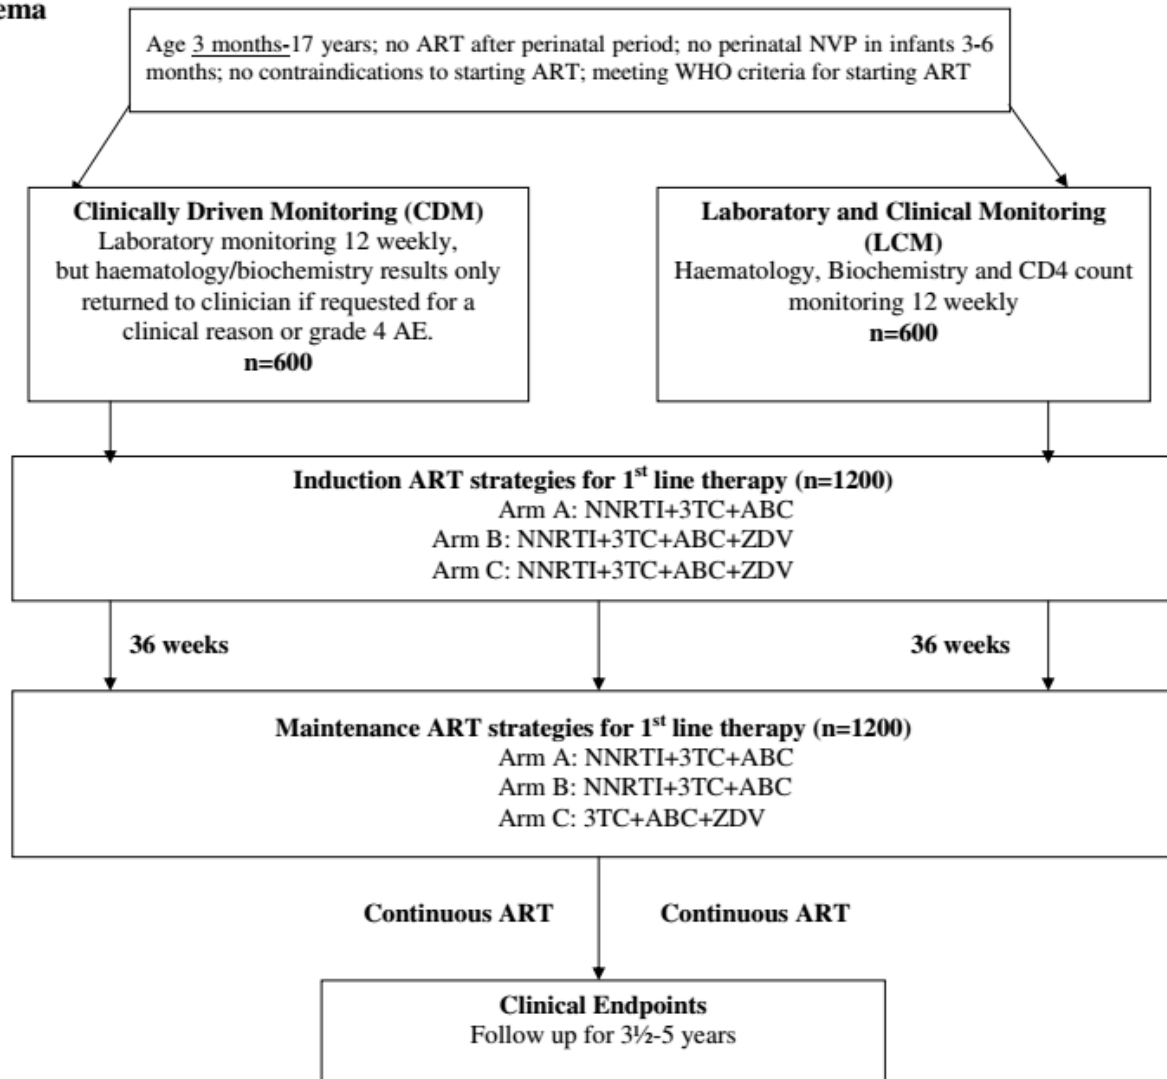 ema
Age 3 months-17 years; no ART after perinatal period; no perinatal NVP in infants 3-6
months; no contraindications to starting ART; meeting WHO criteria for starting ART
Clinically Driven Monitoring (CDM)
Laboratory monitoring 12 weekly,
but haematology/biochemistry results only
returned to clinician if requested for a
clinical reason or grade 4 AE.
n=600
Laboratory and Clinical Monitoring
(LCM)
Haematology, Biochemistry and CD4 count
monitoring 12 weekly
n=600
Induction ART strategies for 1st line therapy (n=1200)
Arm A: NNRTI+3TC+ABC
Arm B: NNRTI+3TC+ABC+ZDV
Arm C: NNRTI+3TC+ABC+ZDV
36 weeks
36 weeks
Maintenance ART strategies for 1st line therapy (n=1200)
Arm A: NNRTI+3TC+ABC
Arm B: NNRTI+3TC+ABC
Arm C: 3TC+ABC+ZDV
Continuous ART
Continuous ART
Clinical Endpoints
Follow up for 3½-5 years